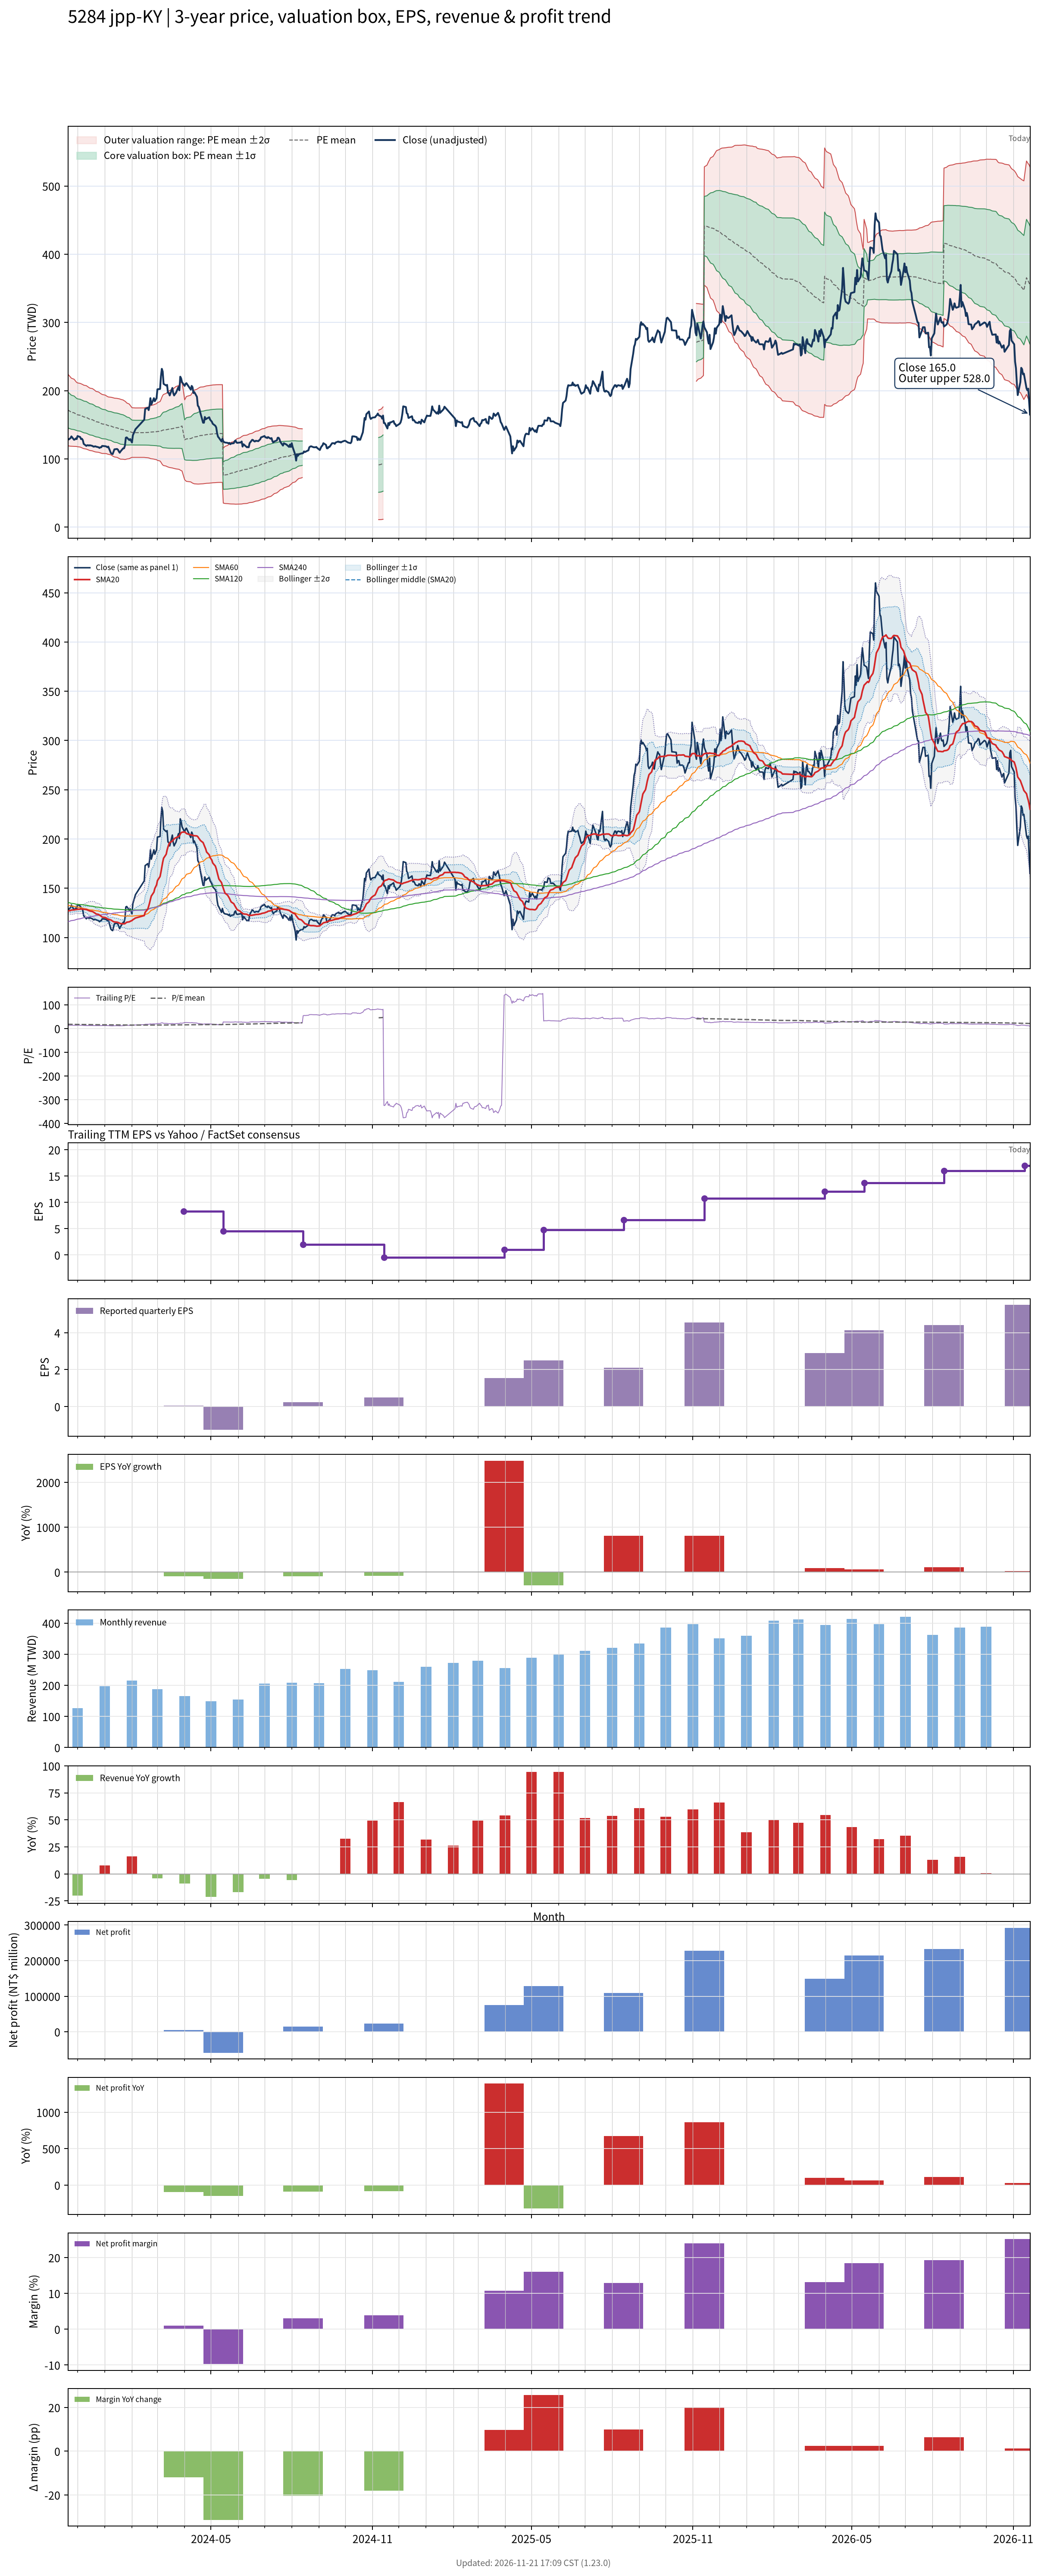 5284 jpp-KY | 3-year price, valuation box, EPS, revenue & profit trend
Outer valuation range: PE mean ±2σ
Core valuation box: PE mean ±1σ
PE mean
Close (unadjusted)
Today
Price (TWD)
500
400
300
200
100
0
Close 165.0
Outer upper 528.0
Close (same as panel 1)
SMA20
SMA60
SMA120
SMA240
Bollinger ±2σ
Bollinger ±1σ
Bollinger middle (SMA20)
Price
450
400
350
300
250
200
150
100
Trailing P/E
P/E mean
P/E
100
0
-100
-200
-300
-400
Trailing TTM EPS vs Yahoo / FactSet consensus
Today
EPS
20
15
10
5
0
Reported quarterly EPS
EPS
4
2
0
EPS YoY growth
YoY (%)
2000
1000
0
Monthly revenue
Revenue (M TWD)
400
300
200
100
0
Revenue YoY growth
YoY (%)
100
75
50
25
0
-25
Month
Net profit
Net profit (NT$ million)
300000
200000
100000
0
Net profit YoY
YoY (%)
1000
500
0
Net profit margin
Margin (%)
20
10
0
-10
Margin YoY change
Δ margin (pp)
20
0
-20
2024-05
2024-11
2025-05
2025-11
2026-05
2026-11
Updated: 2026-11-21 17:09 CST (1.23.0)